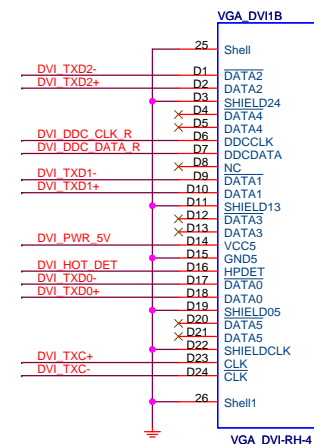 VGA_DVI1B
25 Shell
DVI_TXD2- D1 DATA2
DVI_TXD2+ D2 DATA2
D3 SHIELD24
D4 DATA4
D5 DATA4
DVI_DDC_CLK_R D6 DDCCLK
DVI_DDC_DATA_R D7 DDCDATA
D8 NC
DVI_TXD1- D9 DATA1
DVI_TXD1+ D10 DATA1
D11 SHIELD13
D12 DATA3
D13 DATA3
DVI_PWR_5V D14 VCC5
D15 GND5
DVI_HOT_DET D16 HPDET
DVI_TXD0- D17 DATA0
DVI_TXD0+ D18 DATA0
D19 SHIELD05
D20 DATA5
D21 DATA5
D22 SHIELDCLK
DVI_TXC+ D23 CLK
DVI_TXC- D24 CLK
26 Shell1
VGA_DVI-RH-4